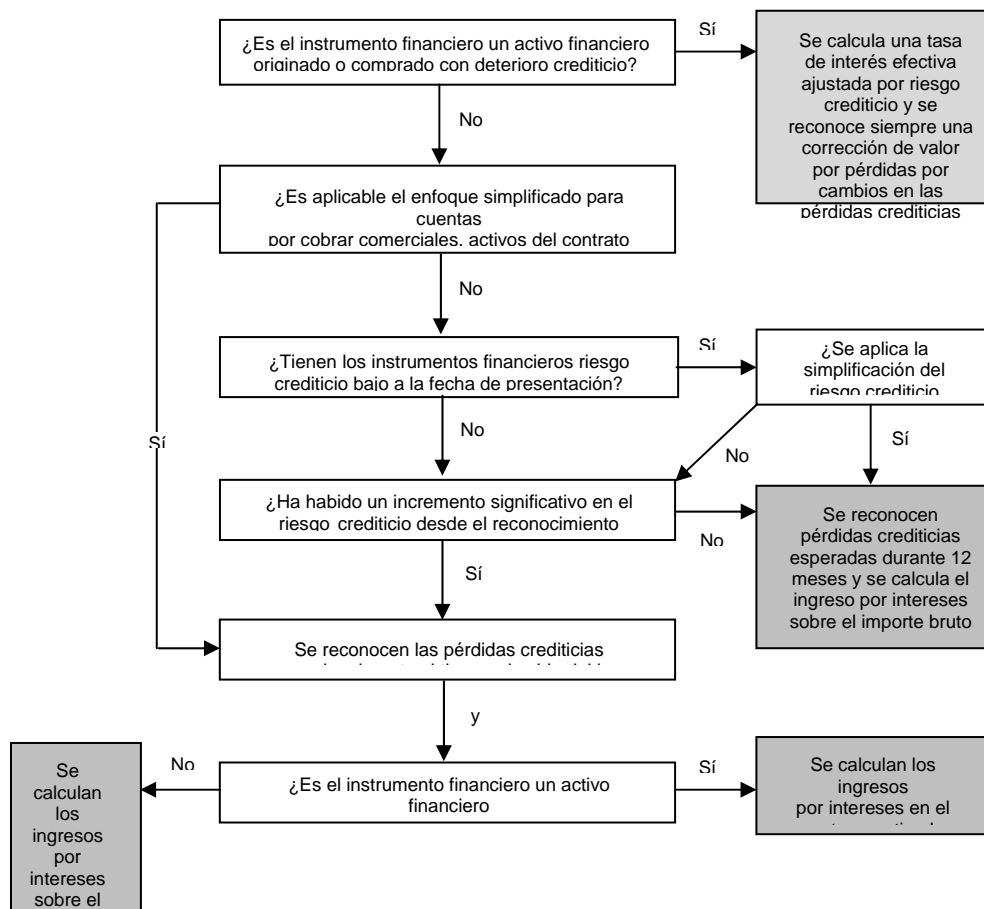 ¿Es el instrumento financiero un activo financiero
originado o comprado con deterioro crediticio?
Sí
Se calcula una tasa
de interés efectiva
ajustada por riesgo
crediticio y se
reconoce siempre una
corrección de valor
por pérdidas por
cambios en las
pérdidas crediticias
No
¿Es aplicable el enfoque simplificado para
cuentas
por cobrar comerciales, activos del contrato
No
¿Tienen los instrumentos financieros riesgo
crediticio bajo a la fecha de presentación?
Sí
¿Se aplica la
simplificación del
riesgo crediticio
Sí
No
No
Sí
¿Ha habido un incremento significativo en el
riesgo crediticio desde el reconocimiento
No
Se reconocen
pérdidas crediticias
esperadas durante 12
meses y se calcula el
ingreso por intereses
sobre el importe bruto
Sí
Se reconocen las pérdidas crediticias
y
¿Es el instrumento financiero un activo
financiero
No
Se
calculan
los
ingresos
por
intereses
sobre el
Sí
Se calculan los
ingresos
por intereses en el